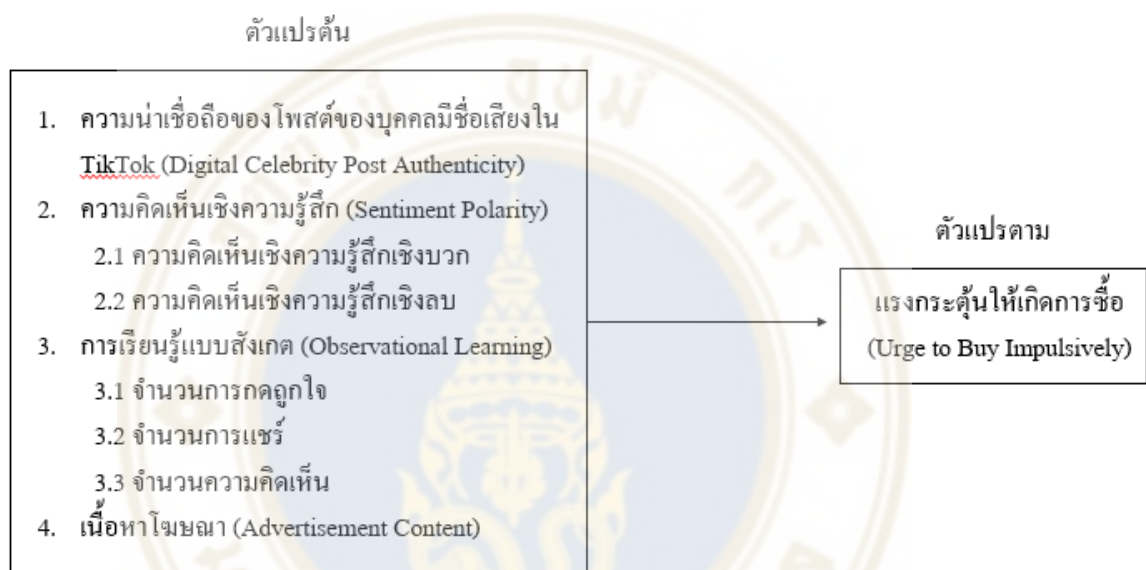 ตัวแปรต้น
1. ความน่าเชื่อถือของโพสต์ของบุคคลมีชื่อเสียงใน
TikTok (Digital Celebrity Post Authenticity)
2. ความคิดเห็นเชิงความรู้สึก (Sentiment Polarity)
2.1 ความคิดเห็นเชิงความรู้สึกเชิงบวก
2.2 ความคิดเห็นเชิงความรู้สึกเชิงลบ
3. การเรียนรู้แบบสังเกต (Observational Learning)
3.1 จำนวนการกดถูกใจ
3.2 จำนวนการแชร์
3.3 จำนวนความคิดเห็น
4. เนื้อหาโฆษณา (Advertisement Content)
ตัวแปรตาม
แรงกระตุ้นให้เกิดการซื้อ
(Urge to Buy Impulsively)